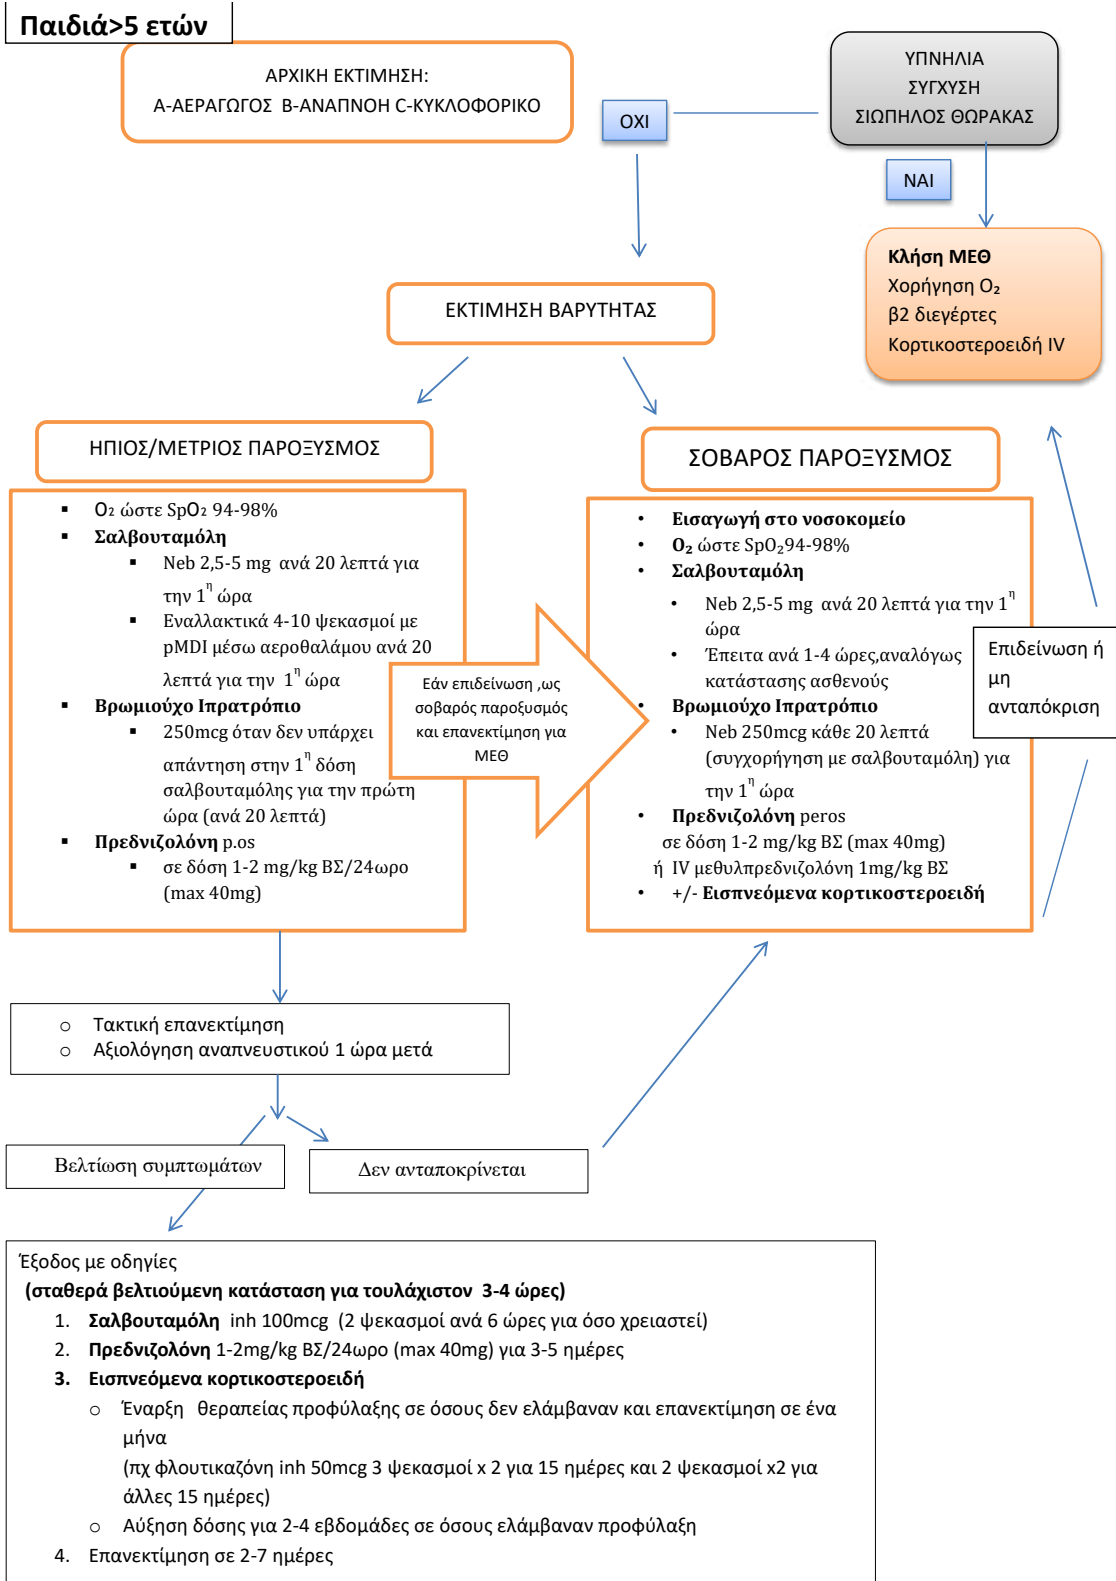 Παιδιά>5 ετών
ΑΡΧΙΚΗ ΕΚΤΙΜΗΣΗ:
Α-ΑΕΡΑΓΩΓΟΣ Β-ΑΝΑΠΝΟΗ C-ΚΥΚΛΟΦΟΡΙΚΟ
ΥΠΝΗΛΙΑ
ΣΥΓΧΥΣΗ
ΣΙΩΠΗΛΟΣ ΘΩΡΑΚΑΣ
ΟΧΙ
ΝΑΙ
Κλήση ΜΕΘ
Χορήγηση Ο₂
β2 διεγέρτες
Κορτικοστεροειδή IV
ΕΚΤΙΜΗΣΗ ΒΑΡΥΤΗΤΑΣ
ΗΠΙΟΣ/ΜΕΤΡΙΟΣ ΠΑΡΟΞΥΣΜΟΣ
▪ Ο₂ ώστε SpO₂ 94-98%
▪ Σαλβουταμόλη
▪ Neb 2,5-5 mg ανά 20 λεπτά για
την 1η ώρα
▪ Εναλλακτικά 4-10 ψεκασμοί με
pMDI μέσω αεροθαλάμου ανά 20
λεπτά για την 1η ώρα
▪ Βρωμιούχο Ιπρατρόπιο
▪ 250mcg όταν δεν υπάρχει
απάντηση στην 1η δόση
σαλβουταμόλης για την πρώτη
ώρα (ανά 20 λεπτά)
▪ Πρεδνιζολόνη p.os
▪ σε δόση 1-2 mg/kg ΒΣ/24ωρο
(max 40mg)
Εάν επιδείνωση ,ως
σοβαρός παροξυσμός
και επανεκτίμηση για
ΜΕΘ
ΣΟΒΑΡΟΣ ΠΑΡΟΞΥΣΜΟΣ
• Εισαγωγή στο νοσοκομείο
• Ο₂ ώστε SpO₂94-98%
• Σαλβουταμόλη
• Neb 2,5-5 mg ανά 20 λεπτά για την 1η
ώρα
• Έπειτα ανά 1-4 ώρες,αναλόγως
κατάστασης ασθενούς
• Βρωμιούχο Ιπρατρόπιο
• Neb 250mcg κάθε 20 λεπτά
(συγχορήγηση με σαλβουταμόλη) για
την 1η ώρα
• Πρεδνιζολόνη peros
σε δόση 1-2 mg/kg ΒΣ (max 40mg)
ή IV μεθυλπρεδνιζολόνη 1mg/kg ΒΣ
• +/- Εισπνεόμενα κορτικοστεροειδή
Επιδείνωση ή
μη
ανταπόκριση
o Τακτική επανεκτίμηση
o Αξιολόγηση αναπνευστικού 1 ώρα μετά
Βελτίωση συμπτωμάτων
Δεν ανταποκρίνεται
Έξοδος με οδηγίες
(σταθερά βελτιούμενη κατάσταση για τουλάχιστον 3-4 ώρες)
1. Σαλβουταμόλη inh 100mcg (2 ψεκασμοί ανά 6 ώρες για όσο χρειαστεί)
2. Πρεδνιζολόνη 1-2mg/kg ΒΣ/24ωρο (max 40mg) για 3-5 ημέρες
3. Εισπνεόμενα κορτικοστεροειδή
o Έναρξη θεραπείας προφύλαξης σε όσους δεν ελάμβαναν και επανεκτίμηση σε ένα
μήνα
(πχ φλουτικαζόνη inh 50mcg 3 ψεκασμοί x 2 για 15 ημέρες και 2 ψεκασμοί x2 για
άλλες 15 ημέρες)
o Αύξηση δόσης για 2-4 εβδομάδες σε όσους ελάμβαναν προφύλαξη
4. Επανεκτίμηση σε 2-7 ημέρες